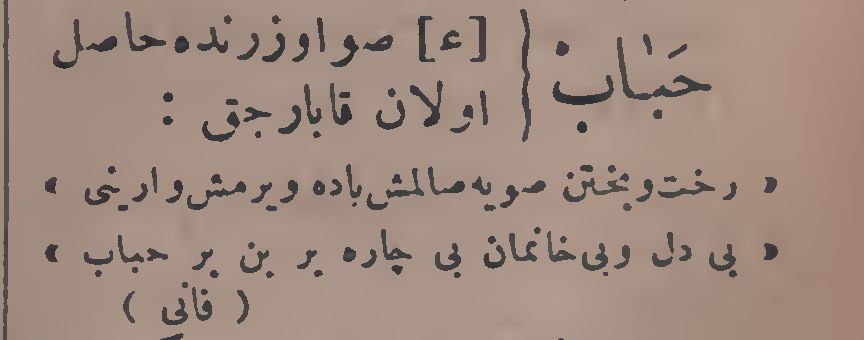 حَباب { [ع] صو اوزرنده حاصل
اولان قابارجق :
« رخت و بختن صویه صالمش باده ویرمش وارینی »
« بی دل وبی خانمان بی چاره بر بن بر حباب »
( فانی )